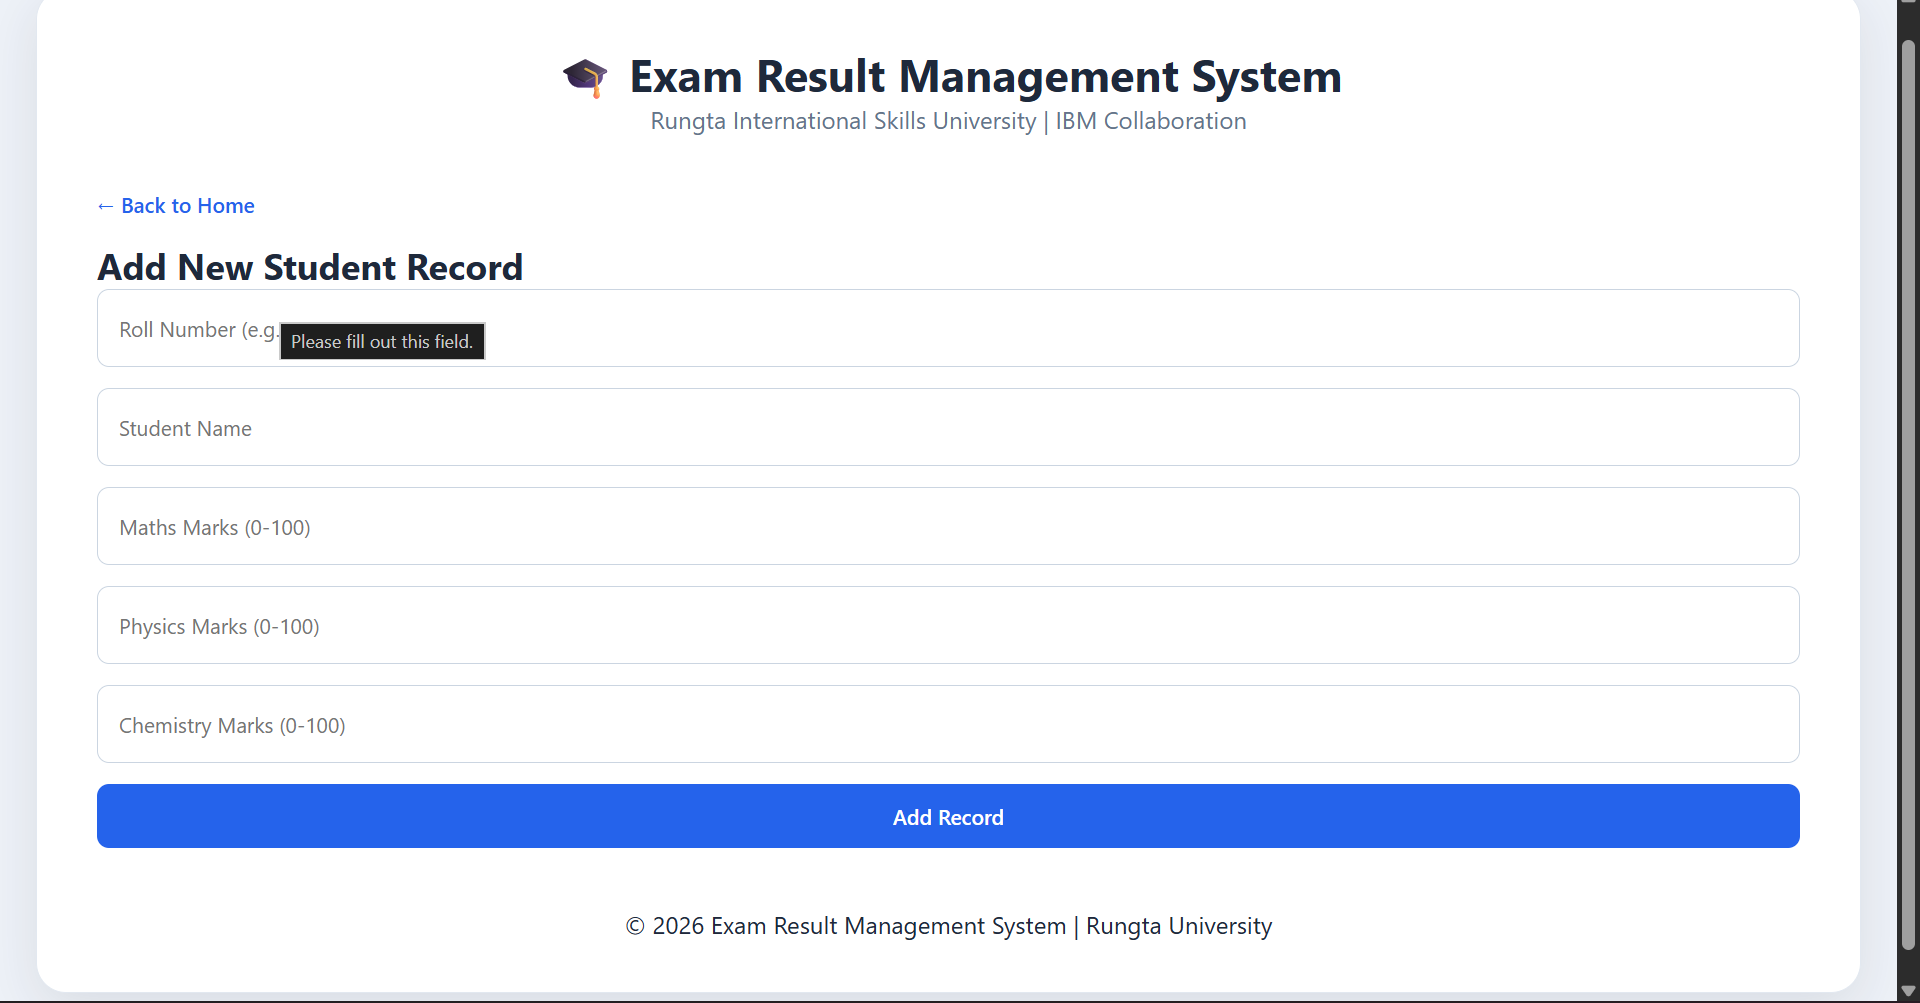 🎓 Exam Result Management System
Rungta International Skills University | IBM Collaboration
← Back to Home
Add New Student Record
Roll Number (e.g.
Please fill out this field.
Student Name
Maths Marks (0-100)
Physics Marks (0-100)
Chemistry Marks (0-100)
Add Record
© 2026 Exam Result Management System | Rungta University